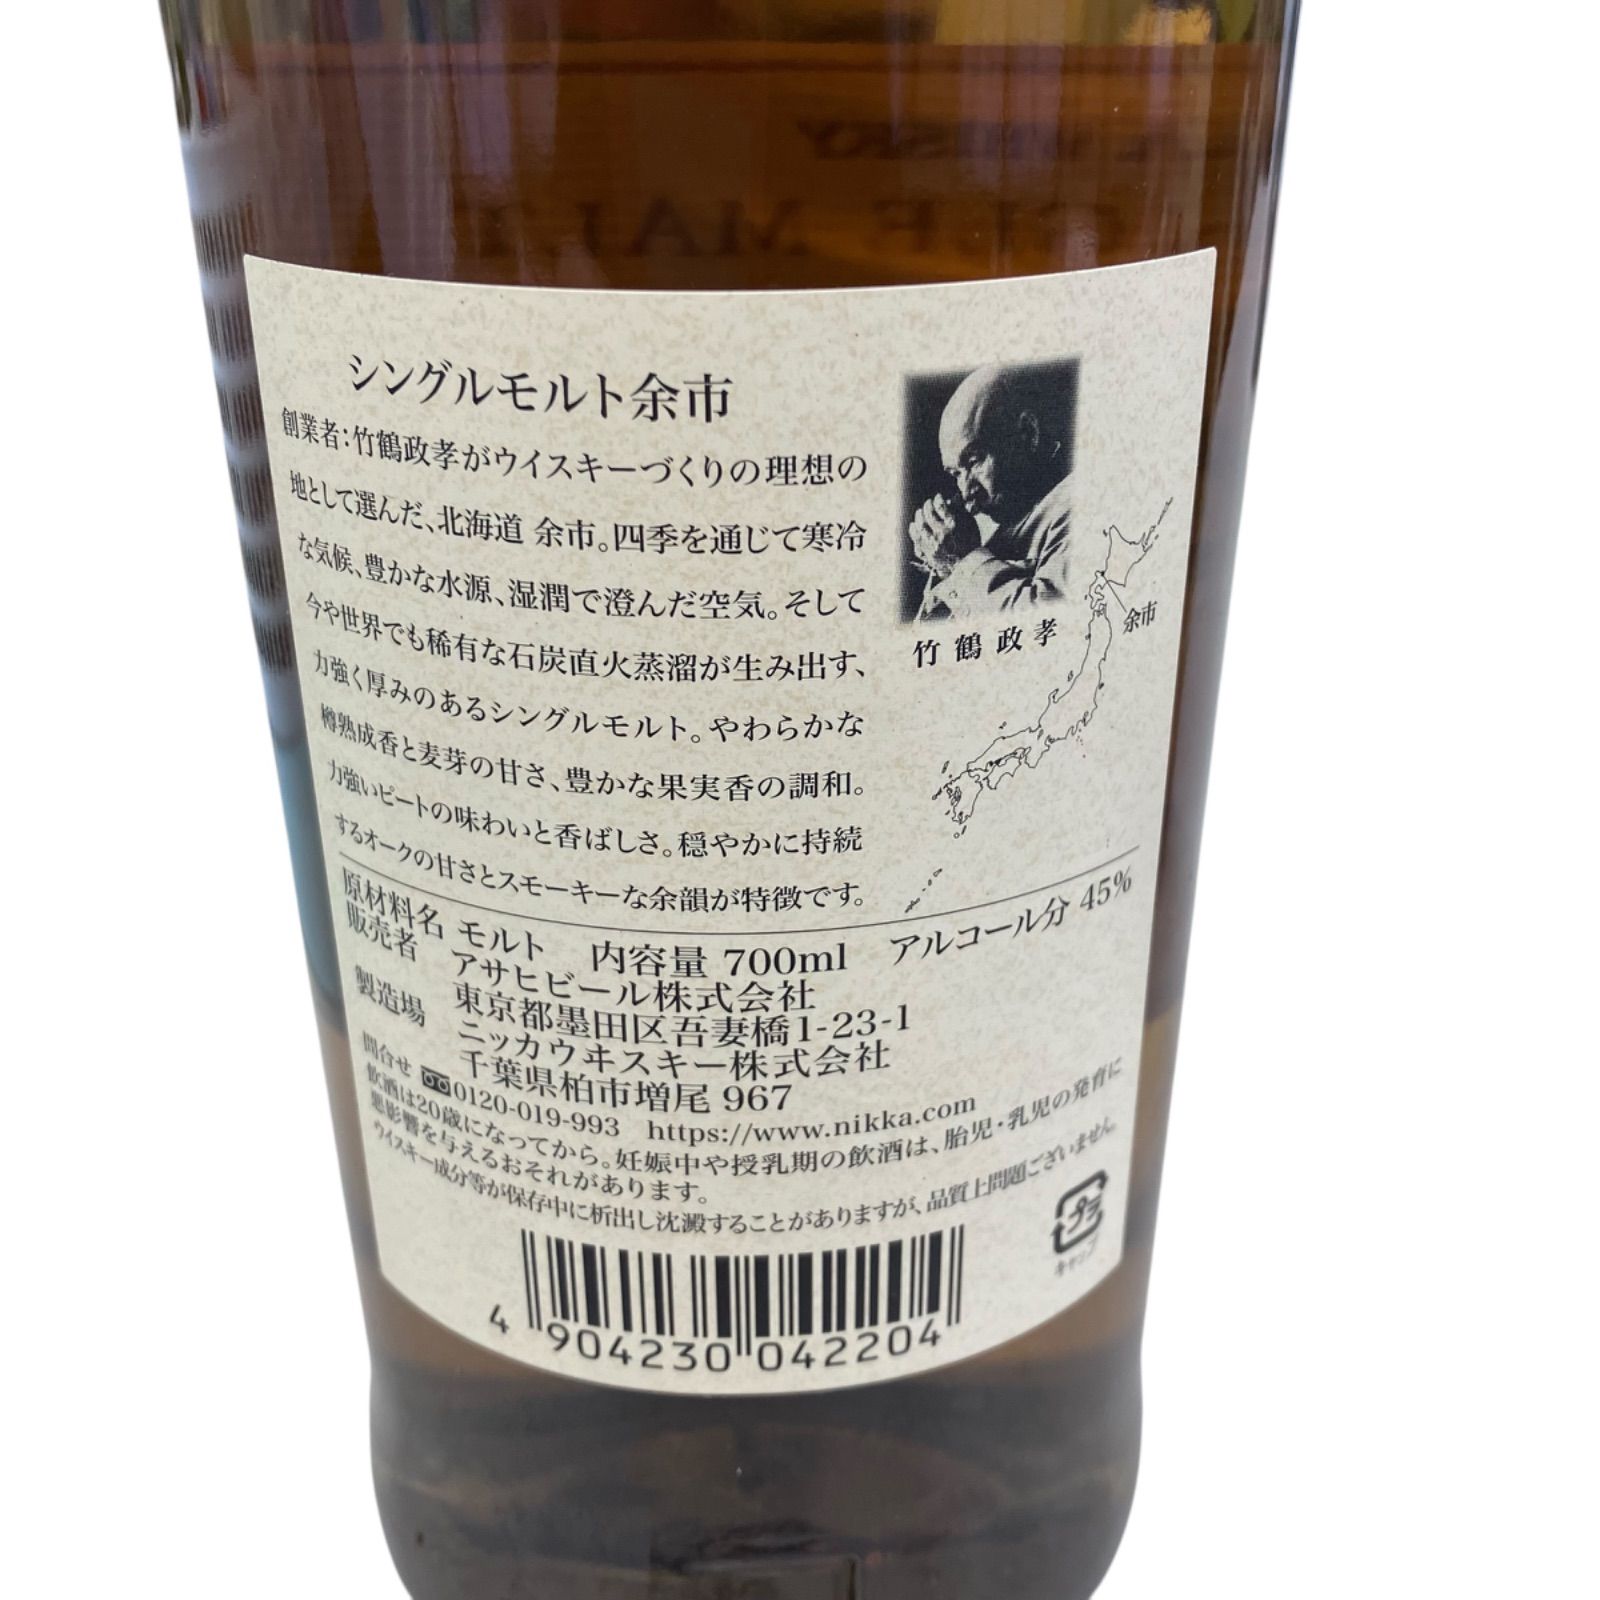 WHISKY
シングルモルト余市
創業者：竹鶴政孝がウイスキーづくりの理想の
地として選んだ、北海道 余市。四季を通じて寒冷
な気候、豊かな水源、湿潤で澄んだ空気。そして
今や世界でも稀有な石炭直火蒸溜が生み出す、
力強く厚みのあるシングルモルト。やわらかな
樽熟成香と麦芽の甘さ、豊かな果実香の調和。
力強いピートの味わいと香ばしさ。穏やかに持続
するオークの甘さとスモーキーな余韻が特徴です。
竹鶴政孝
余市
原材料名 モルト 内容量 700ml アルコール分 45%
販売者 アサヒビール株式会社
東京都墨田区吾妻橋1-23-1
製造場 ニッカウヰスキー株式会社
千葉県柏市増尾 967
問合せ 0120-019-993 https://www.nikka.com
飲酒は20歳になってから。妊娠中や授乳期の飲酒は、胎児・乳児の発育に
悪影響を与えるおそれがあります。
ウイスキー成分等が保存中に析出し沈澱することがありますが、品質上問題ございません。
プラ
キャップ
4 904230 042204